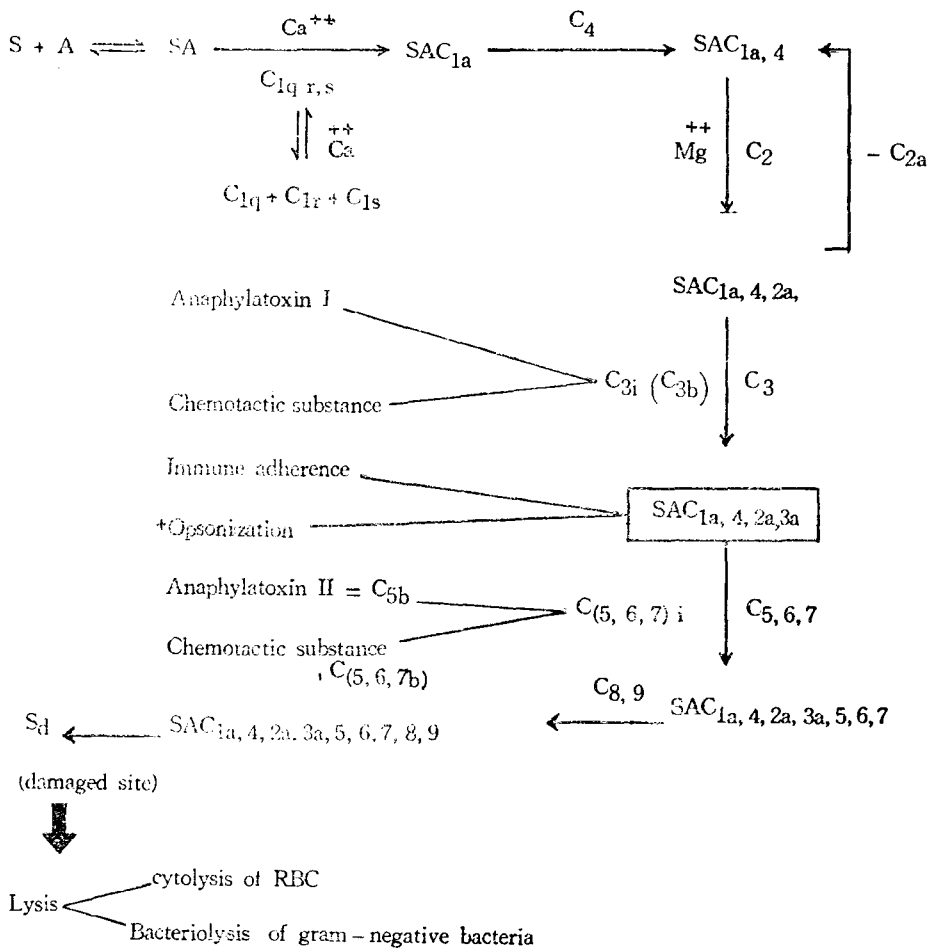 S + A ⇌ SA Ca++ SAC1a C4 SAC1a, 4
C1q r, s
++
Ca
C1q + C1r + C1s
++
Mg C2 – C2a
SAC1a, 4, 2a,
Anaphylatoxin I
C3i (C3b) C3
Chemotactic substance
Immune adherence
SAC1a, 4, 2a,3a
+Opsonization
Anaphylatoxin II = C5b
C(5, 6, 7) i C5, 6, 7
Chemotactic substance
, C(5, 6, 7b)
C8, 9
Sd SAC1a, 4, 2a. 3a, 5, 6, 7, 8, 9 SAC1a, 4, 2a, 3a, 5, 6, 7
(damaged site)
cytolysis of RBC
Lysis
Bacteriolysis of gram – negative bacteria